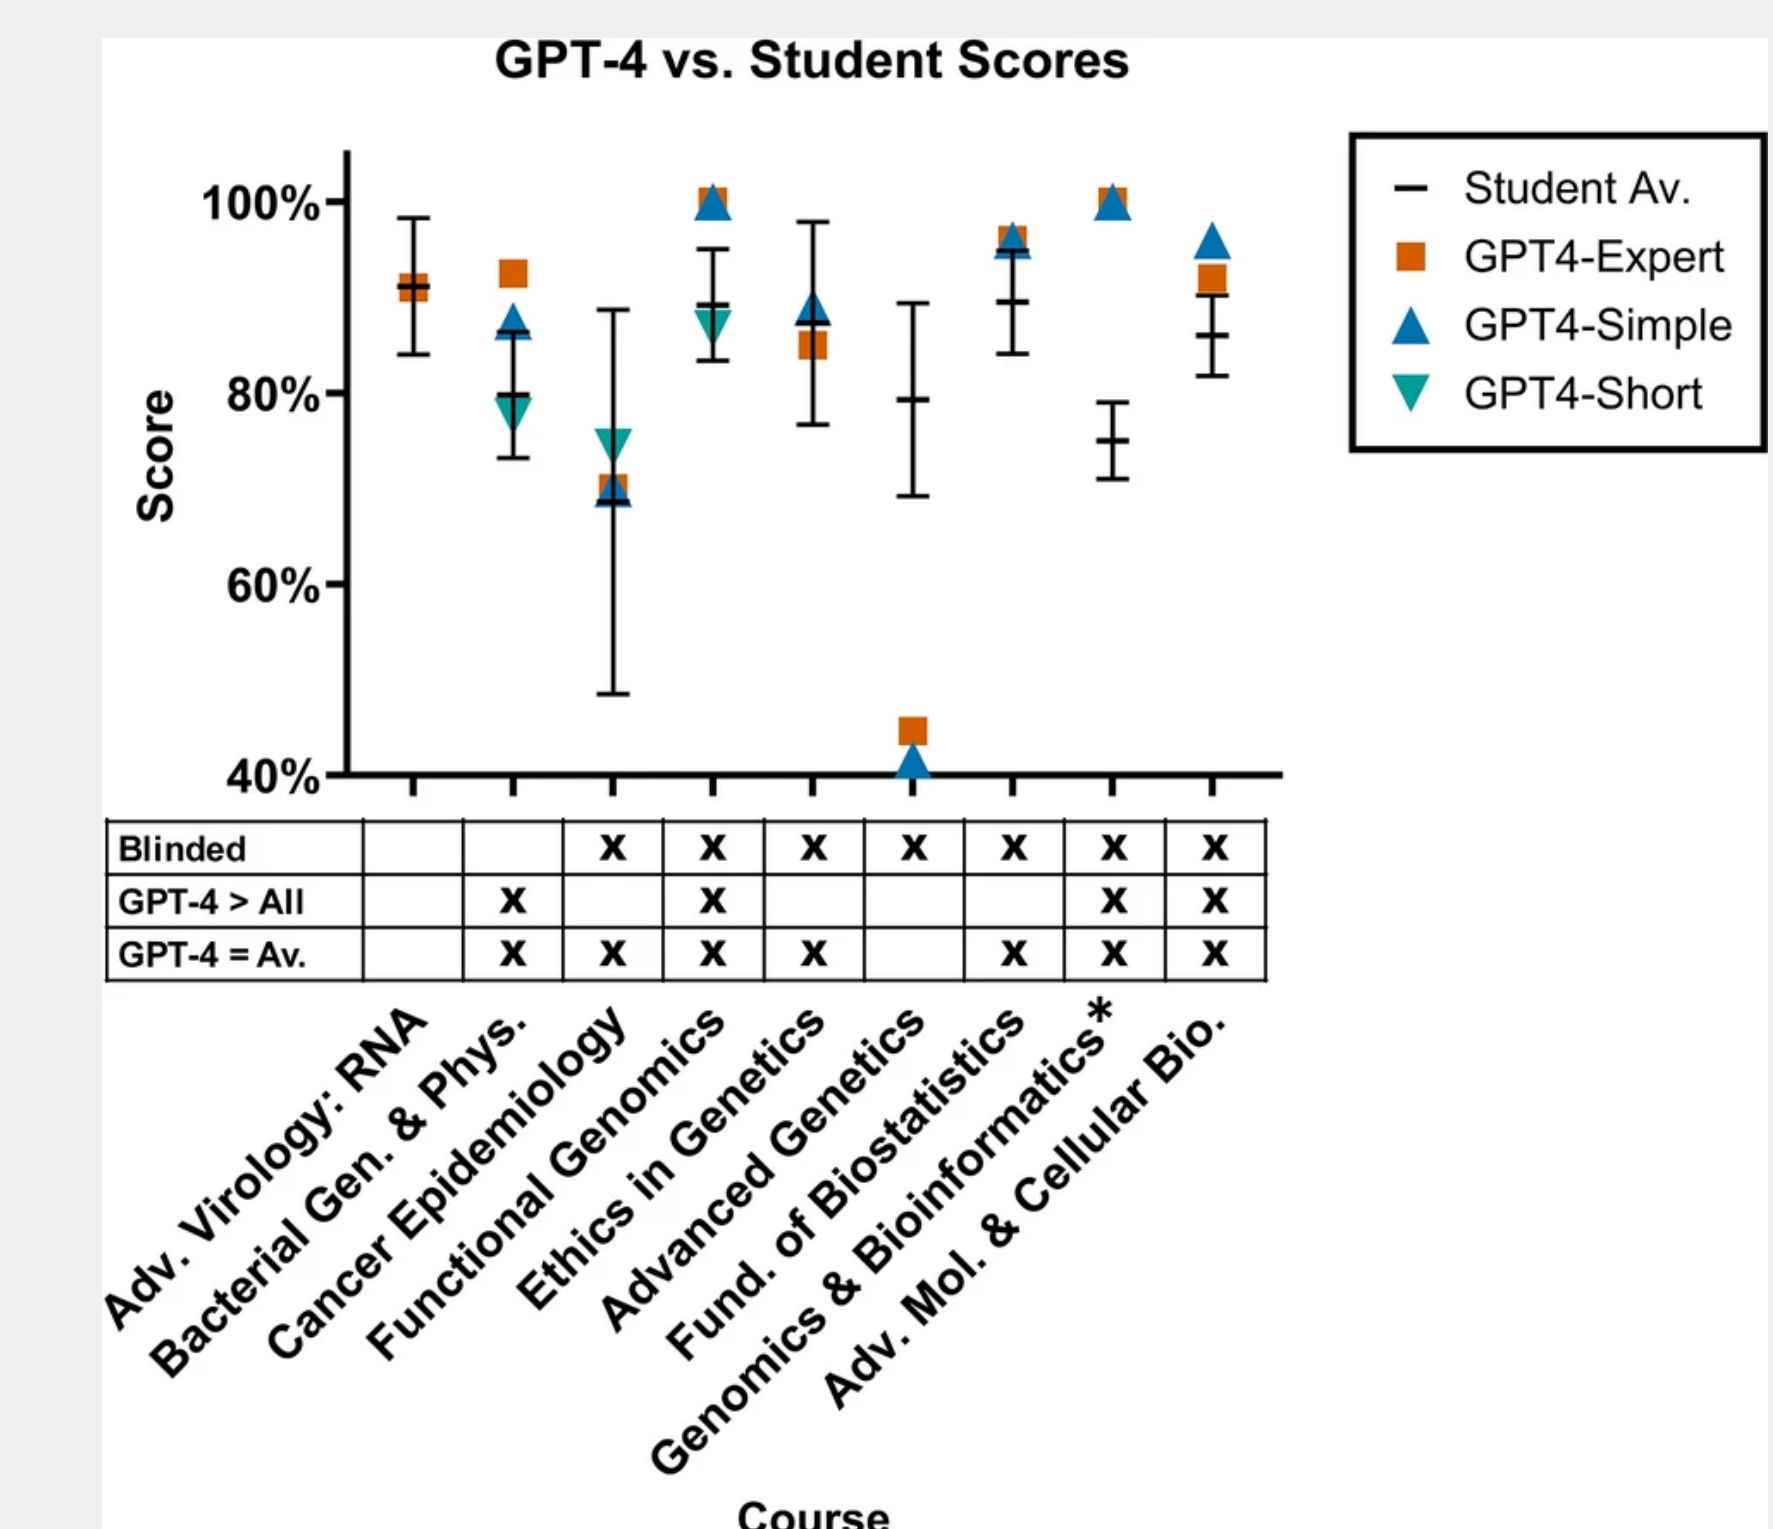 GPT-4 vs. Student Scores
100%
80%
60%
40%
Score
Student Av.
GPT4-Expert
GPT4-Simple
GPT4-Short
Blinded x x x x x x x
GPT-4 > All x x x x
GPT-4 = Av. x x x x x x x
Adv. Virology: RNA
Bacterial Gen. & Phys.
Cancer Epidemiology
Functional Genomics
Ethics in Genetics
Advanced Genetics
Fund. of Biostatistics
Genomics & Bioinformatics*
Adv. Mol. & Cellular Bio.
Course